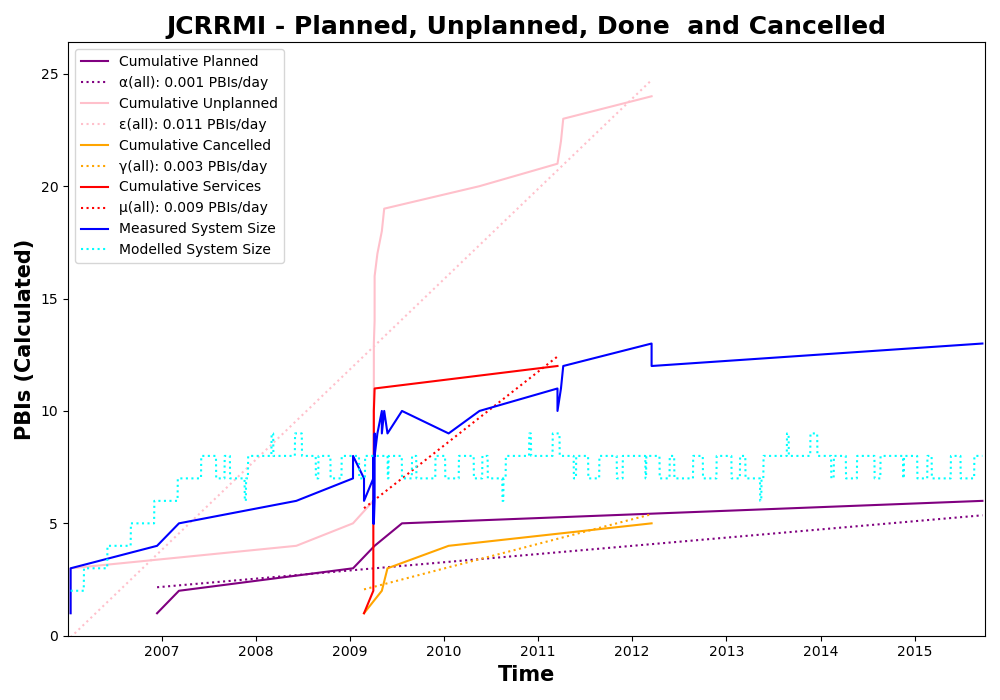 JCRRMI - Planned, Unplanned, Done  and Cancelled
Cumulative Planned
α(all): 0.001 PBIs/day
Cumulative Unplanned
ε(all): 0.011 PBIs/day
Cumulative Cancelled
γ(all): 0.003 PBIs/day
Cumulative Services
μ(all): 0.009 PBIs/day
Measured System Size
Modelled System Size
PBIs (Calculated)
25
20
15
10
5
0
2007 2008 2009 2010 2011 2012 2013 2014 2015
Time